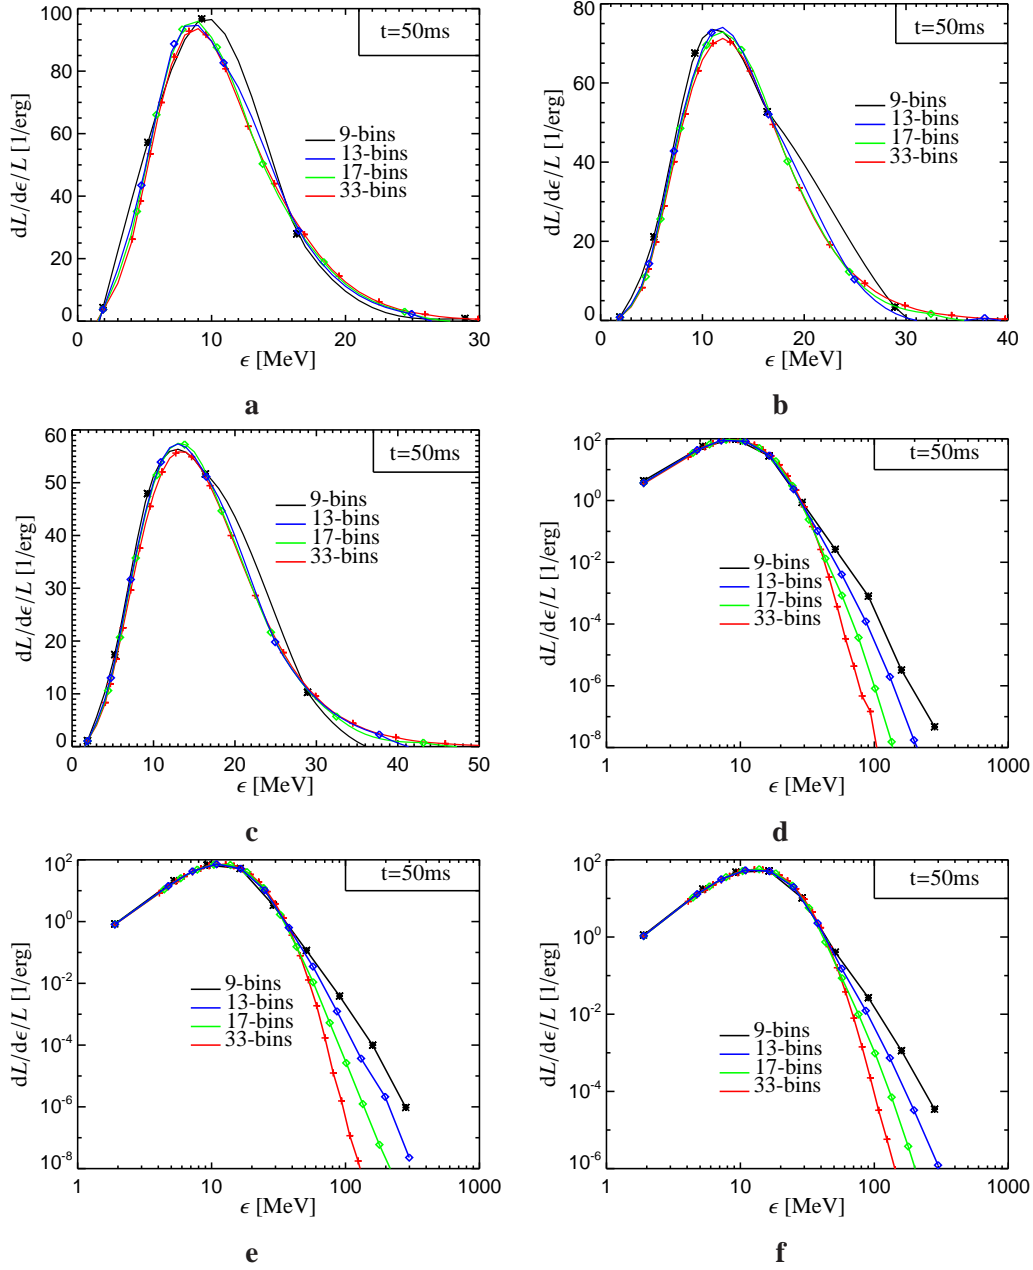 t=50ms
100
80
60
40
20
0
dL/dϵ/L [1/erg]
9-bins
13-bins
17-bins
33-bins
0 10 20 30
ϵ [MeV]
a
t=50ms
80
60
40
20
0
dL/dϵ/L [1/erg]
9-bins
13-bins
17-bins
33-bins
0 10 20 30 40
ϵ [MeV]
b
t=50ms
60
50
40
30
20
10
0
dL/dϵ/L [1/erg]
9-bins
13-bins
17-bins
33-bins
0 10 20 30 40 50
ϵ [MeV]
c
t=50ms
10^2
10^0
10^-2
10^-4
10^-6
10^-8
dL/dϵ/L [1/erg]
9-bins
13-bins
17-bins
33-bins
1 10 100 1000
ϵ [MeV]
d
t=50ms
10^2
10^0
10^-2
10^-4
10^-6
10^-8
dL/dϵ/L [1/erg]
9-bins
13-bins
17-bins
33-bins
1 10 100 1000
ϵ [MeV]
e
t=50ms
10^2
10^0
10^-2
10^-4
10^-6
dL/dϵ/L [1/erg]
9-bins
13-bins
17-bins
33-bins
1 10 100 1000
ϵ [MeV]
f